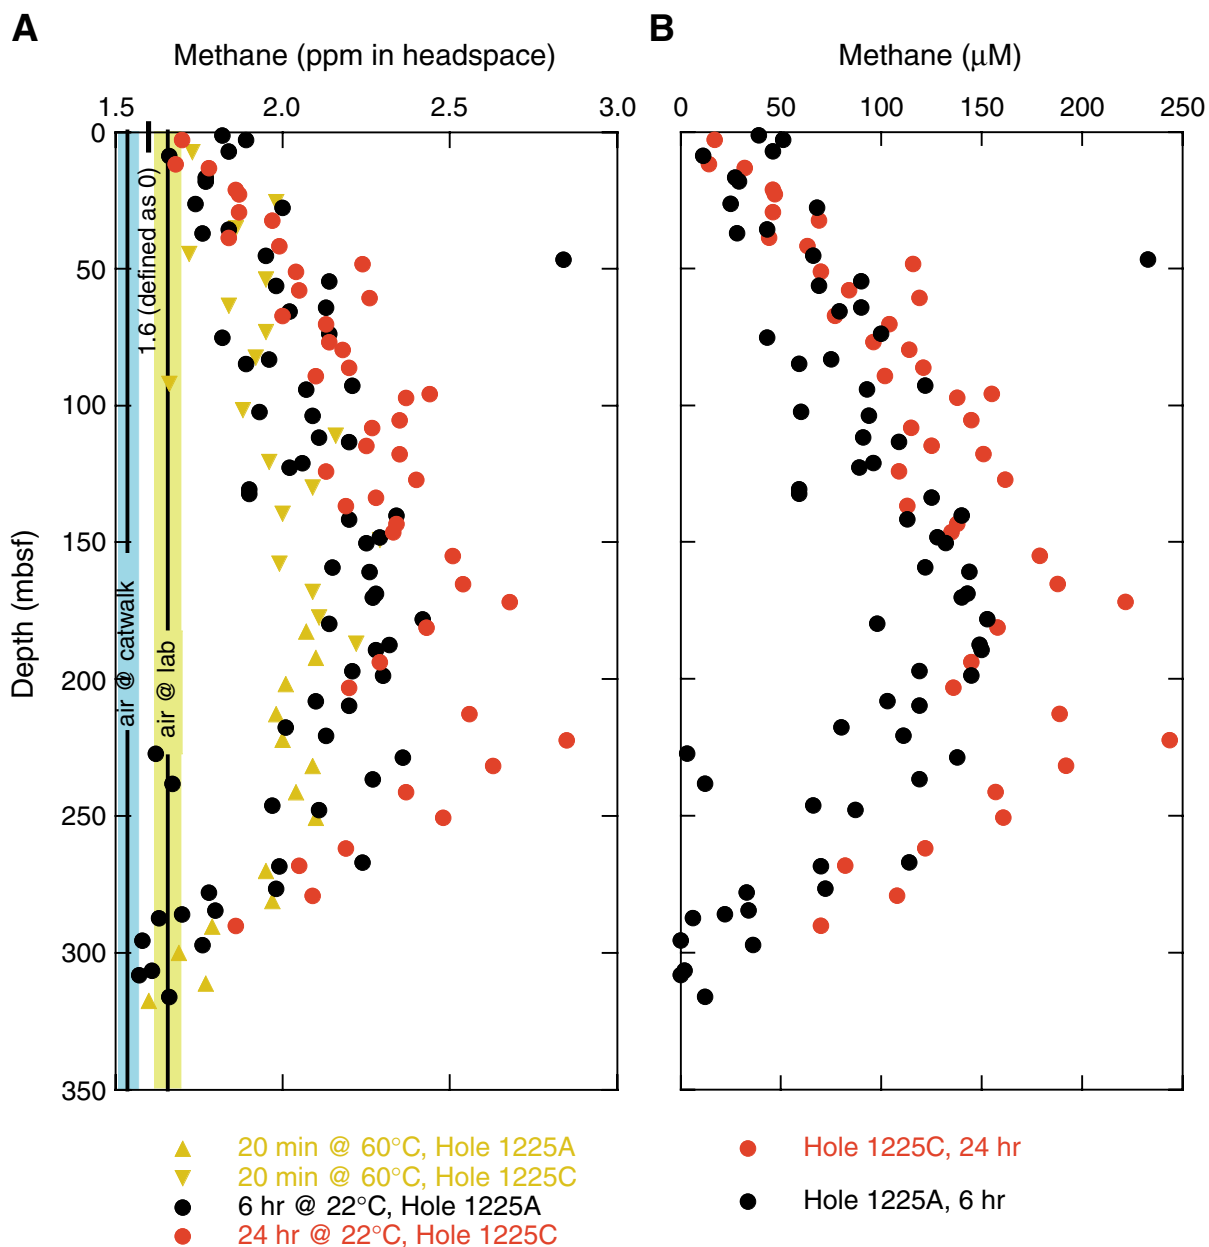 A
B
Methane (ppm in headspace)
Methane (μM)
1.5 2.0 2.5 3.0
0 50 100 150 200 250
0
50
100
150
200
250
300
350
Depth (mbsf)
1.6 (defined as 0)
air @ catwalk
air @ lab
20 min @ 60°C, Hole 1225A
20 min @ 60°C, Hole 1225C
6 hr @ 22°C, Hole 1225A
24 hr @ 22°C, Hole 1225C
Hole 1225C, 24 hr
Hole 1225A, 6 hr